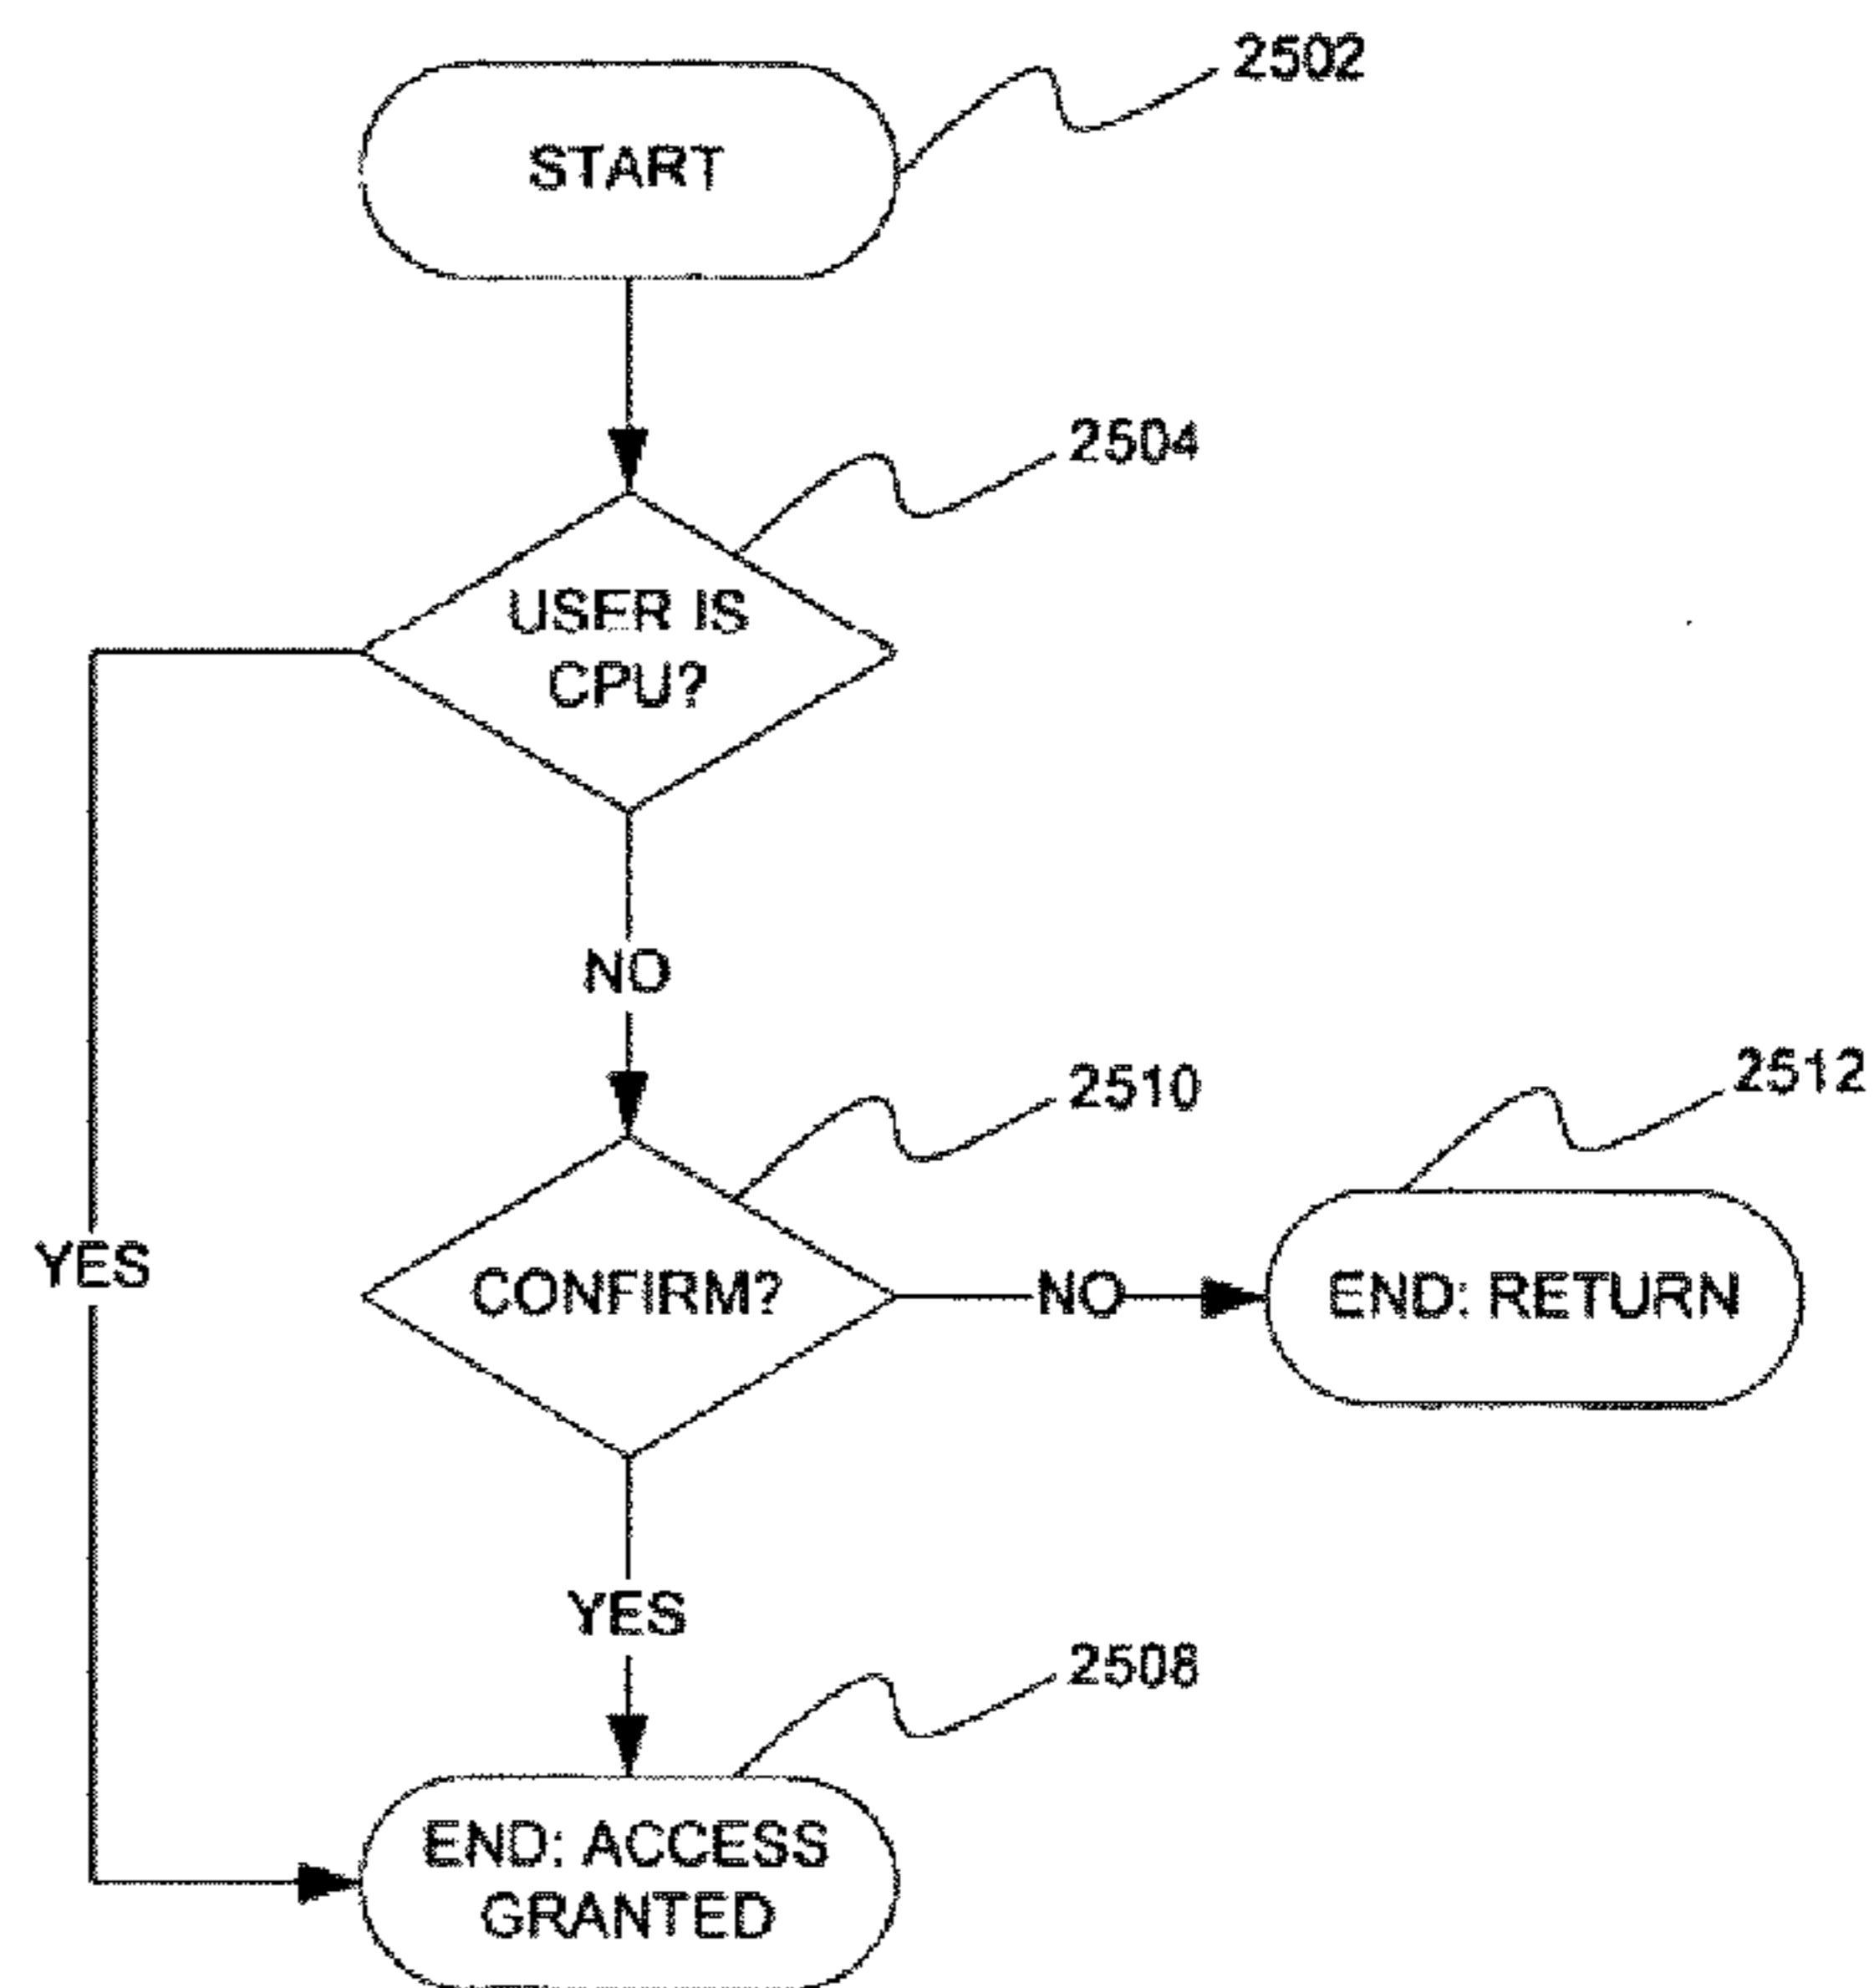 2502
START
2504
USER IS
CPU?
NO
2510
2512
YES
CONFIRM?
NO
END: RETURN
YES
2508
END: ACCESS
GRANTED